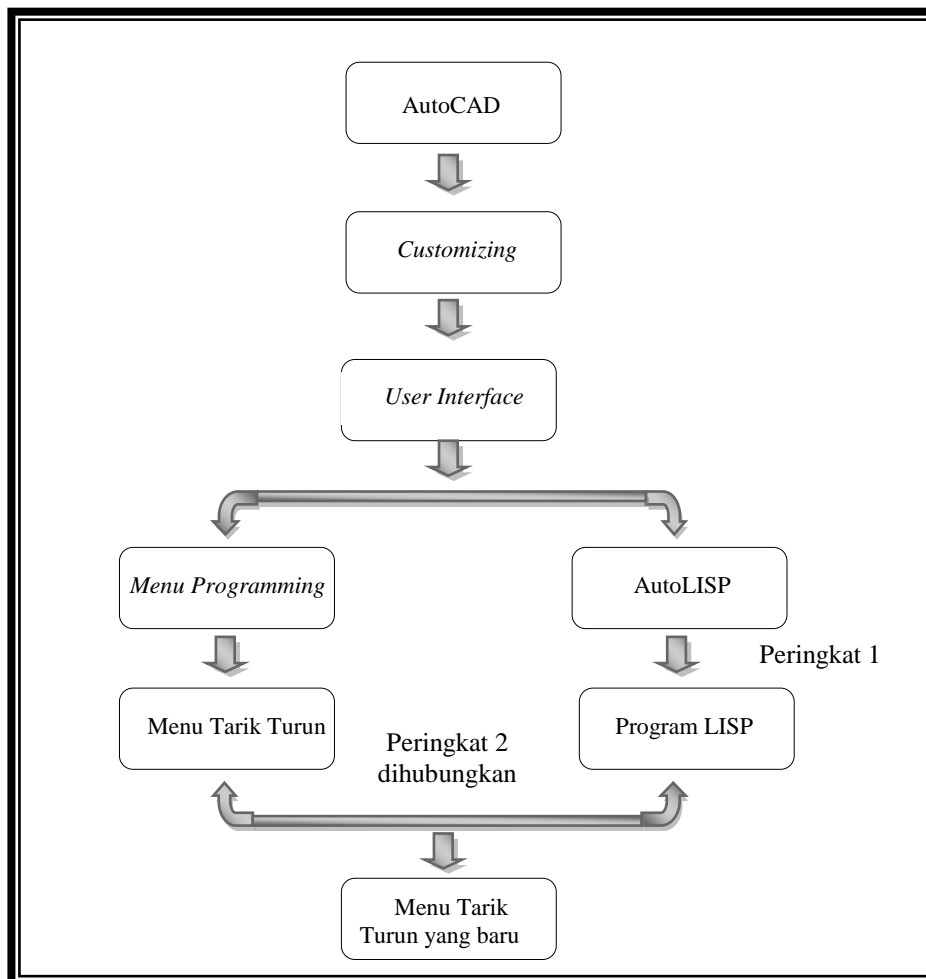 AutoCAD
Customizing
User Interface
Menu Programming
AutoLISP
Peringkat 1
Menu Tarik Turun
Program LISP
Peringkat 2
dihubungkan
Menu Tarik
Turun yang baru